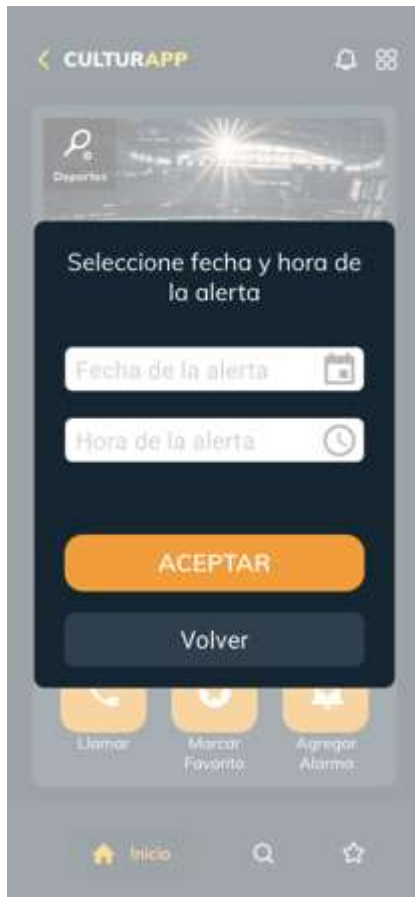 CULTURAPP
Deportes
Seleccione fecha y hora de
la alerta
Fecha de la alerta
Hora de la alerta
ACEPTAR
Volver
Llamar
Marcar
Favorito
Agregar
Alarma
Inicio